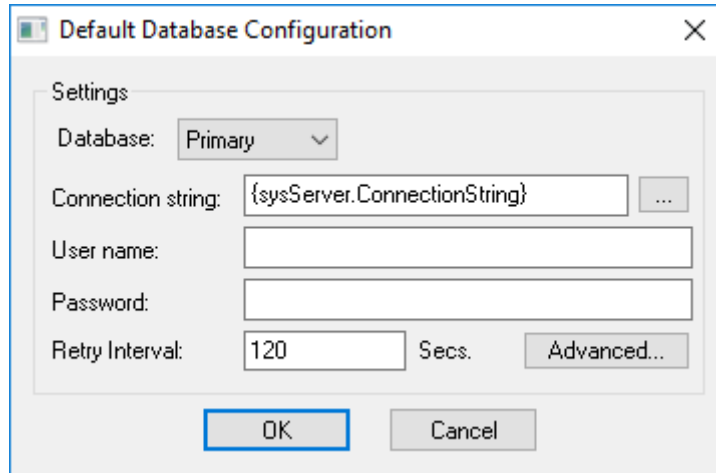 Default Database Configuration
Settings
Database: Primary
Connection string: {sysServer.ConnectionString} ...
User name:
Password:
Retry Interval: 120 Secs. Advanced...
OK Cancel